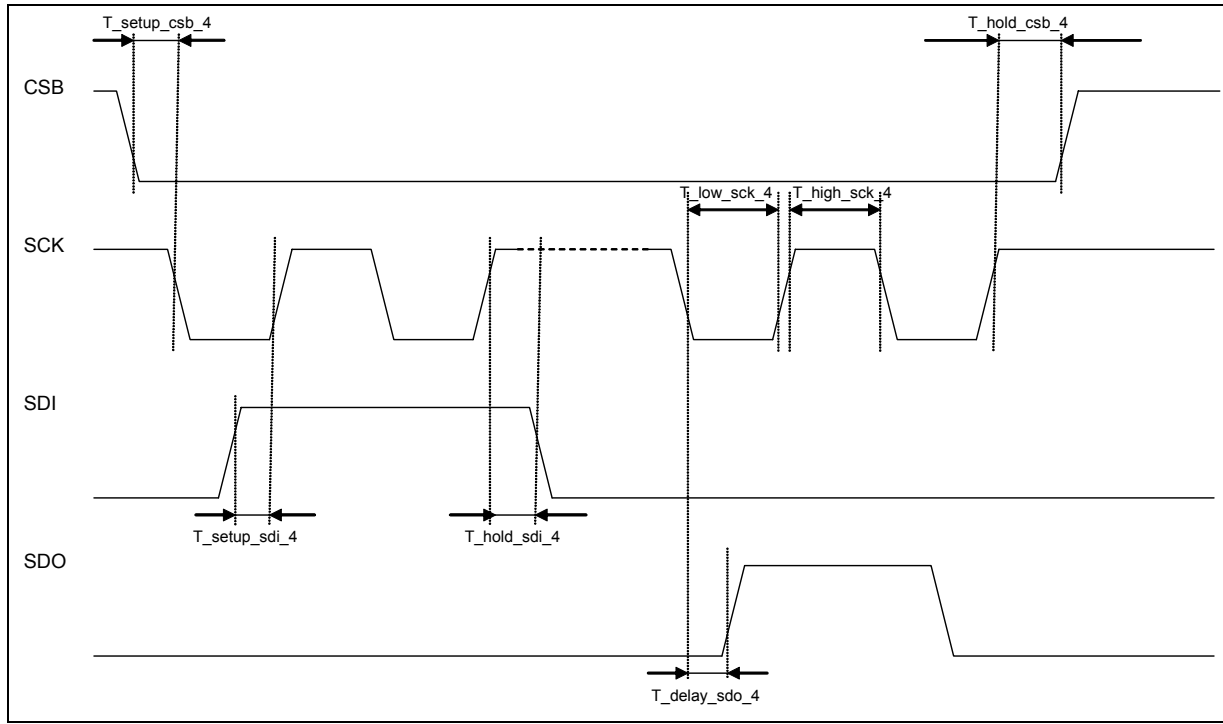 T_setup_csb_4
T_hold_csb_4
CSB
T_low_sck_4
T_high_sck_4
SCK
SDI
T_setup_sdi_4
T_hold_sdi_4
SDO
T_delay_sdo_4